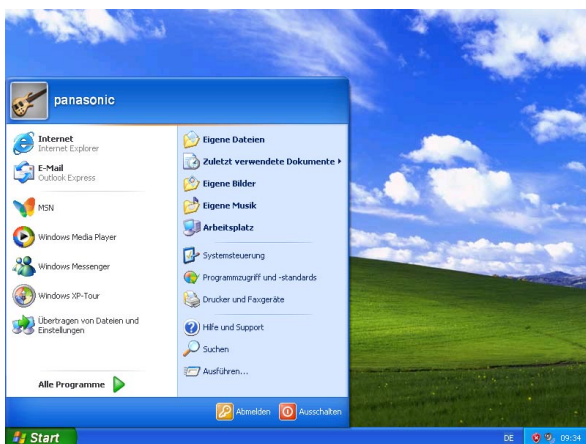 panasonic
Internet
Internet Explorer
E-Mail
Outlook Express
MSN
Windows Media Player
Windows Messenger
Windows XP-Tour
Übertragen von Dateien und
Einstellungen
Alle Programme
Eigene Dateien
Zuletzt verwendete Dokumente
Eigene Bilder
Eigene Musik
Arbeitsplatz
Systemsteuerung
Programmzugriff und -standards
Drucker und Faxgeräte
Hilfe und Support
Suchen
Ausführen...
Abmelden
Ausschalten
Start
DE
09:34